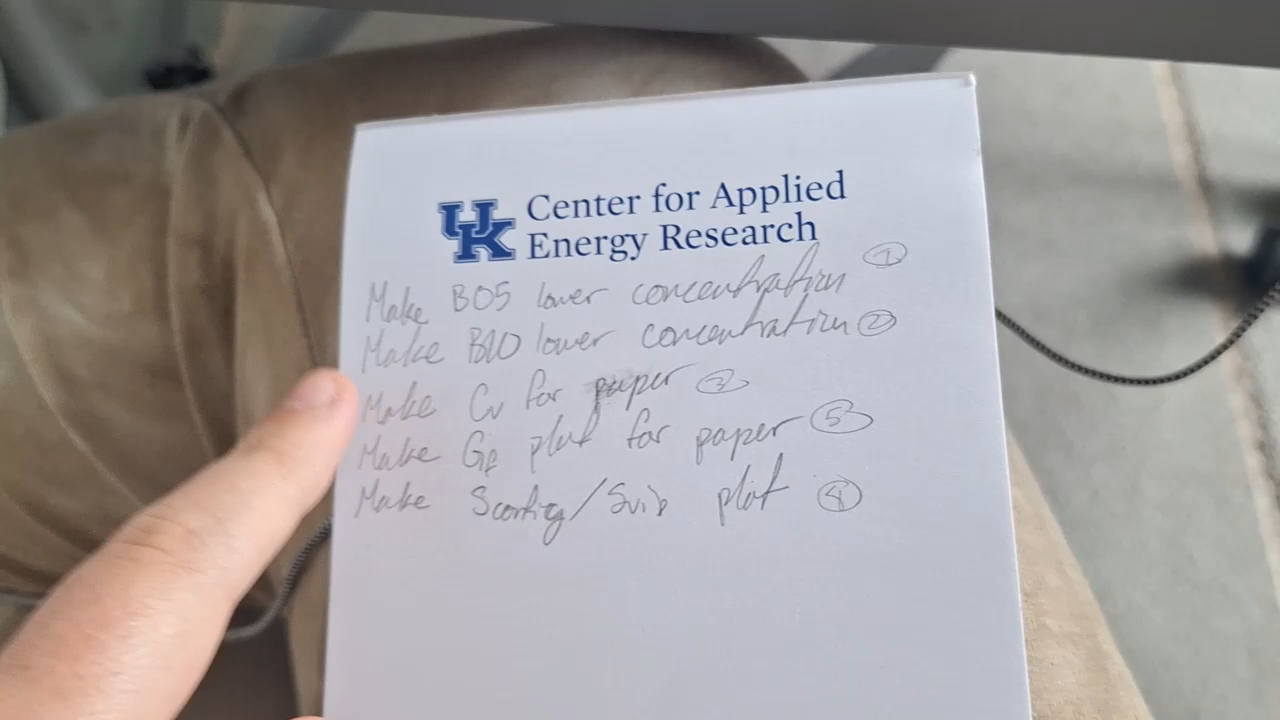 UK Center for Applied
Energy Research
Make B05 lower concentration 1
Make B10 lower concentration 2
Make Cv for paper 3
Make plot for paper 5
Make plot 4